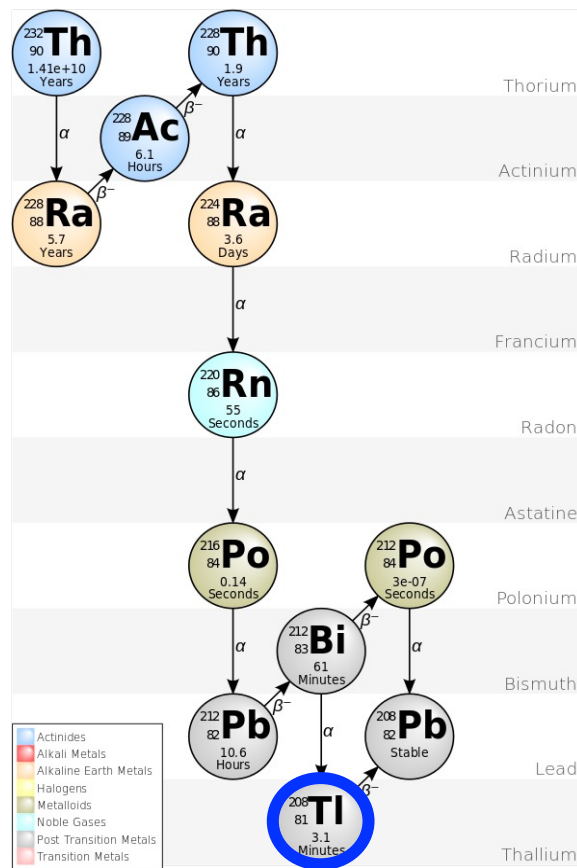 232 90 Th 228 90 Th
1.41e+10 1.9
Years Years
Thorium
α β⁻ α
228 89 Ac
6.1
Hours
β⁻
Actinium
228 88 Ra 224 88 Ra
5.7 3.6
Years Days
Radium
α
Francium
220 86 Rn
55
Seconds
Radon
α
Astatine
216 84 Po 212 84 Po
0.14 3e-07
Seconds Seconds
Polonium
β⁻
212 83 Bi
α 61 α
Minutes
Bismuth
β⁻
212 82 Pb 208 82 Pb
α
10.6 Stable
Hours
Lead
β⁻
208 81 Tl
3.1
Minutes
Thallium
Actinides
Alkali Metals
Alkaline Earth Metals
Halogens
Metalloids
Noble Gases
Post Transition Metals
Transition Metals